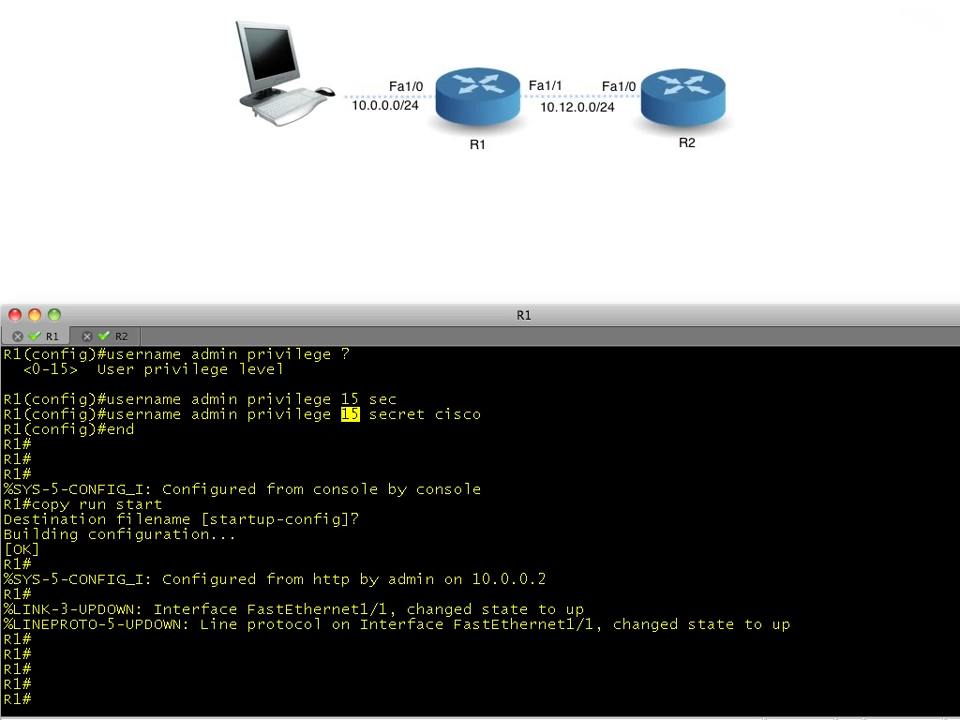 Fa1/0
10.0.0.0/24
R1
Fa1/1
10.12.0.0/24
Fa1/0
R2
R1
R1
R2
R1(config)#username admin privilege ?
<0-15>  User privilege level
R1(config)#username admin privilege 15 sec
R1(config)#username admin privilege 15 secret cisco
R1(config)#end
R1#
R1#
R1#
%SYS-5-CONFIG_I: Configured from console by console
R1#copy run start
Destination filename [startup-config]?
Building configuration...
[OK]
R1#
%SYS-5-CONFIG_I: Configured from http by admin on 10.0.0.2
R1#
%LINK-3-UPDOWN: Interface FastEthernet1/1, changed state to up
%LINEPROTO-5-UPDOWN: Line protocol on Interface FastEthernet1/1, changed state to up
R1#
R1#
R1#
R1#
R1#